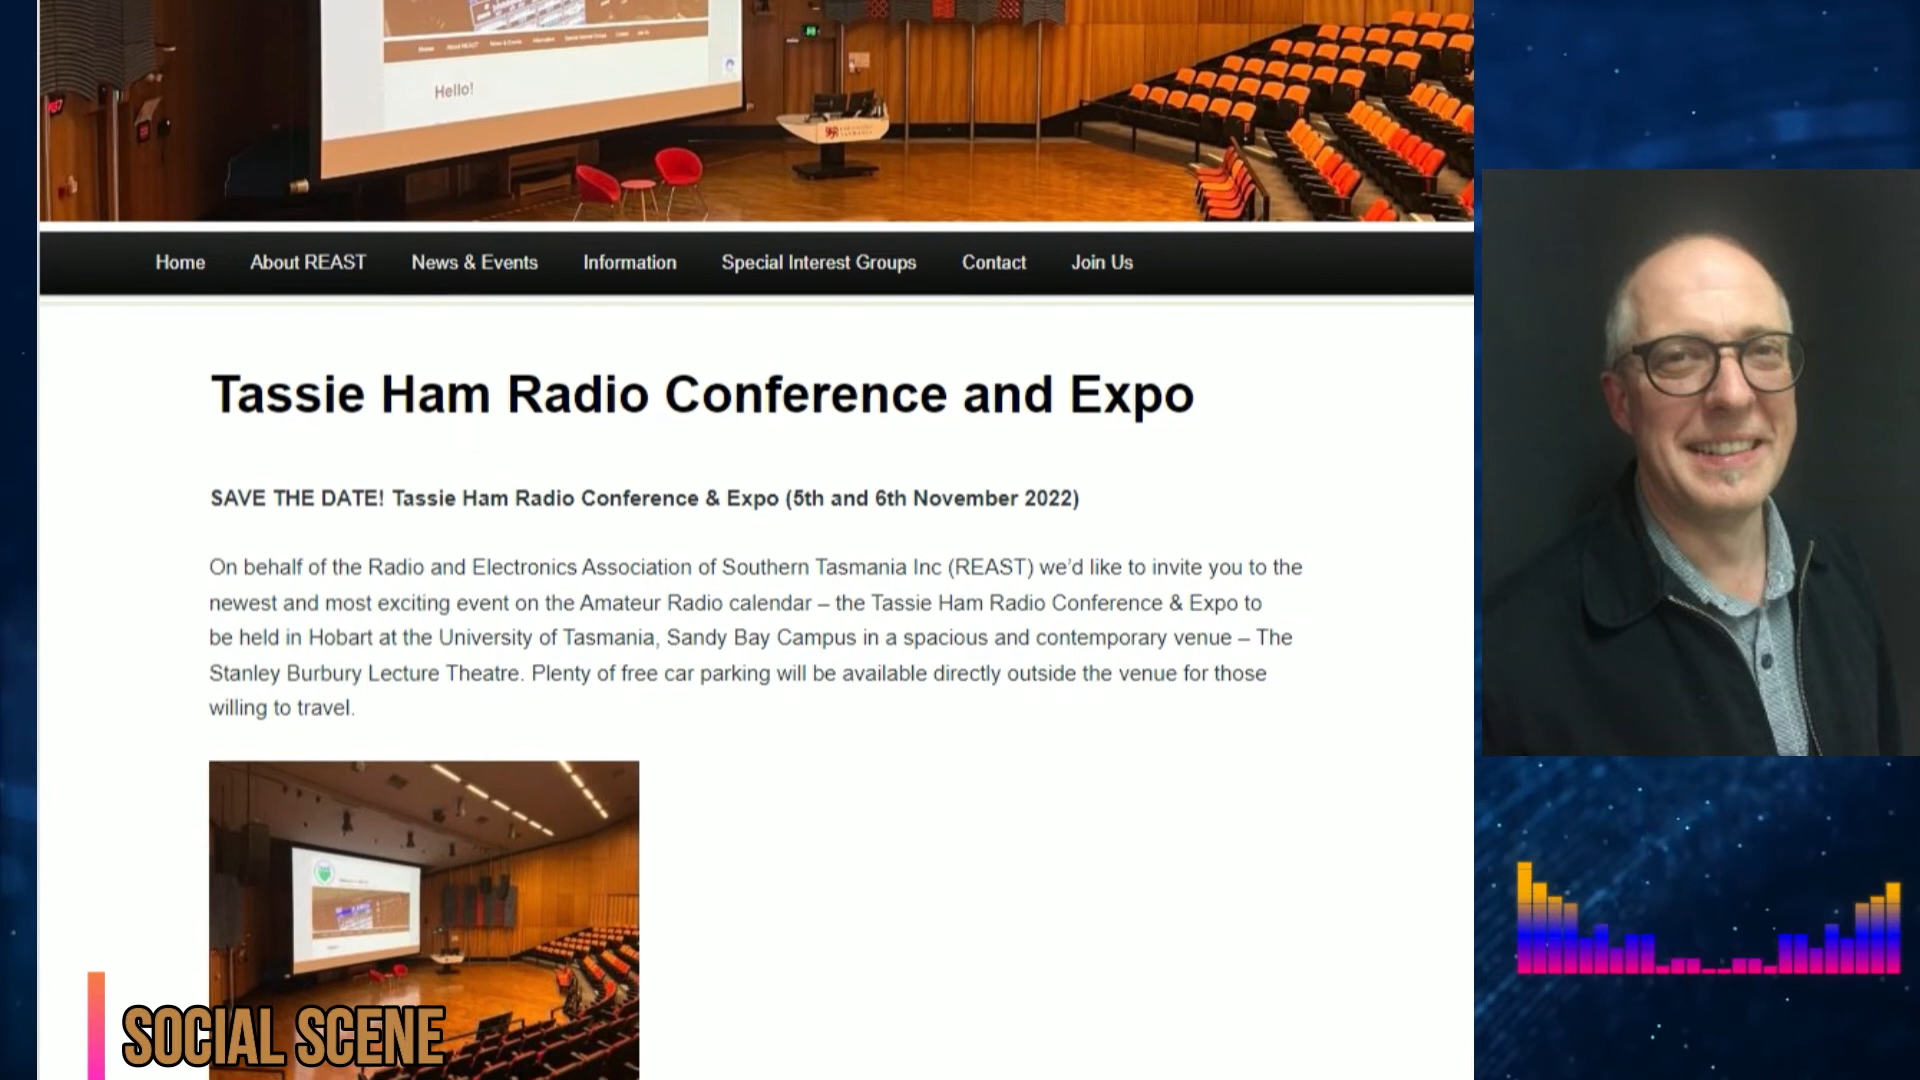 Hello!
Home About REAST News & Events Information Special Interest Groups Contact Join Us
Tassie Ham Radio Conference and Expo
SAVE THE DATE! Tassie Ham Radio Conference & Expo (5th and 6th November 2022)
On behalf of the Radio and Electronics Association of Southern Tasmania Inc (REAST) we’d like to invite you to the
newest and most exciting event on the Amateur Radio calendar – the Tassie Ham Radio Conference & Expo to
be held in Hobart at the University of Tasmania, Sandy Bay Campus in a spacious and contemporary venue – The
Stanley Burbury Lecture Theatre. Plenty of free car parking will be available directly outside the venue for those
willing to travel.
SOCIAL SCENE